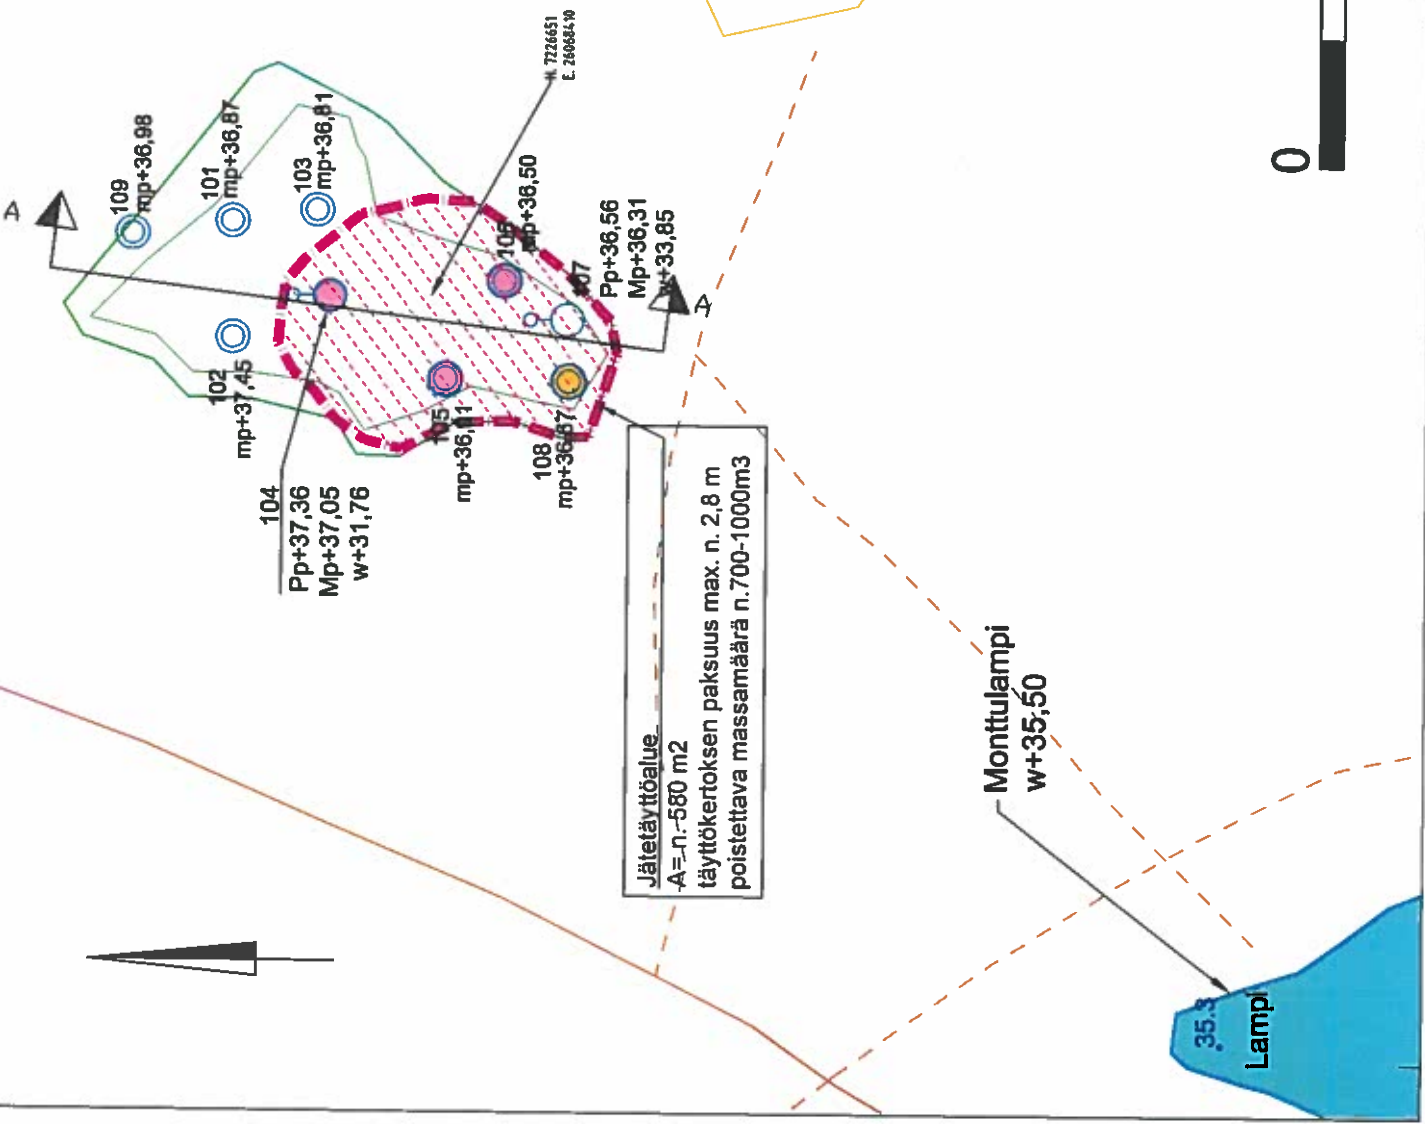 A
109
mp+36,98
101
mp+36,87
103
mp+36,81
N. 7226651
E. 26068410
102
mp+37,45
104
Pp+37,36
Mp+37,05
w+31,76
105
mp+36,11
106
mp+36,50
107
Pp+36,56
Mp+36,31
w+33,85
A
108
mp+36,67
Jätetäyttöalue
A= n. 580 m2
täyttökertoksen paksuus max. n. 2,8 m
poistettava massamäärä n.700-1000m3
0
Monttulampi
w+35,50
35.3
Lampi